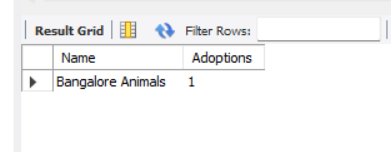 Result Grid Filter Rows:
Name Adoptions
Bangalore Animals 1